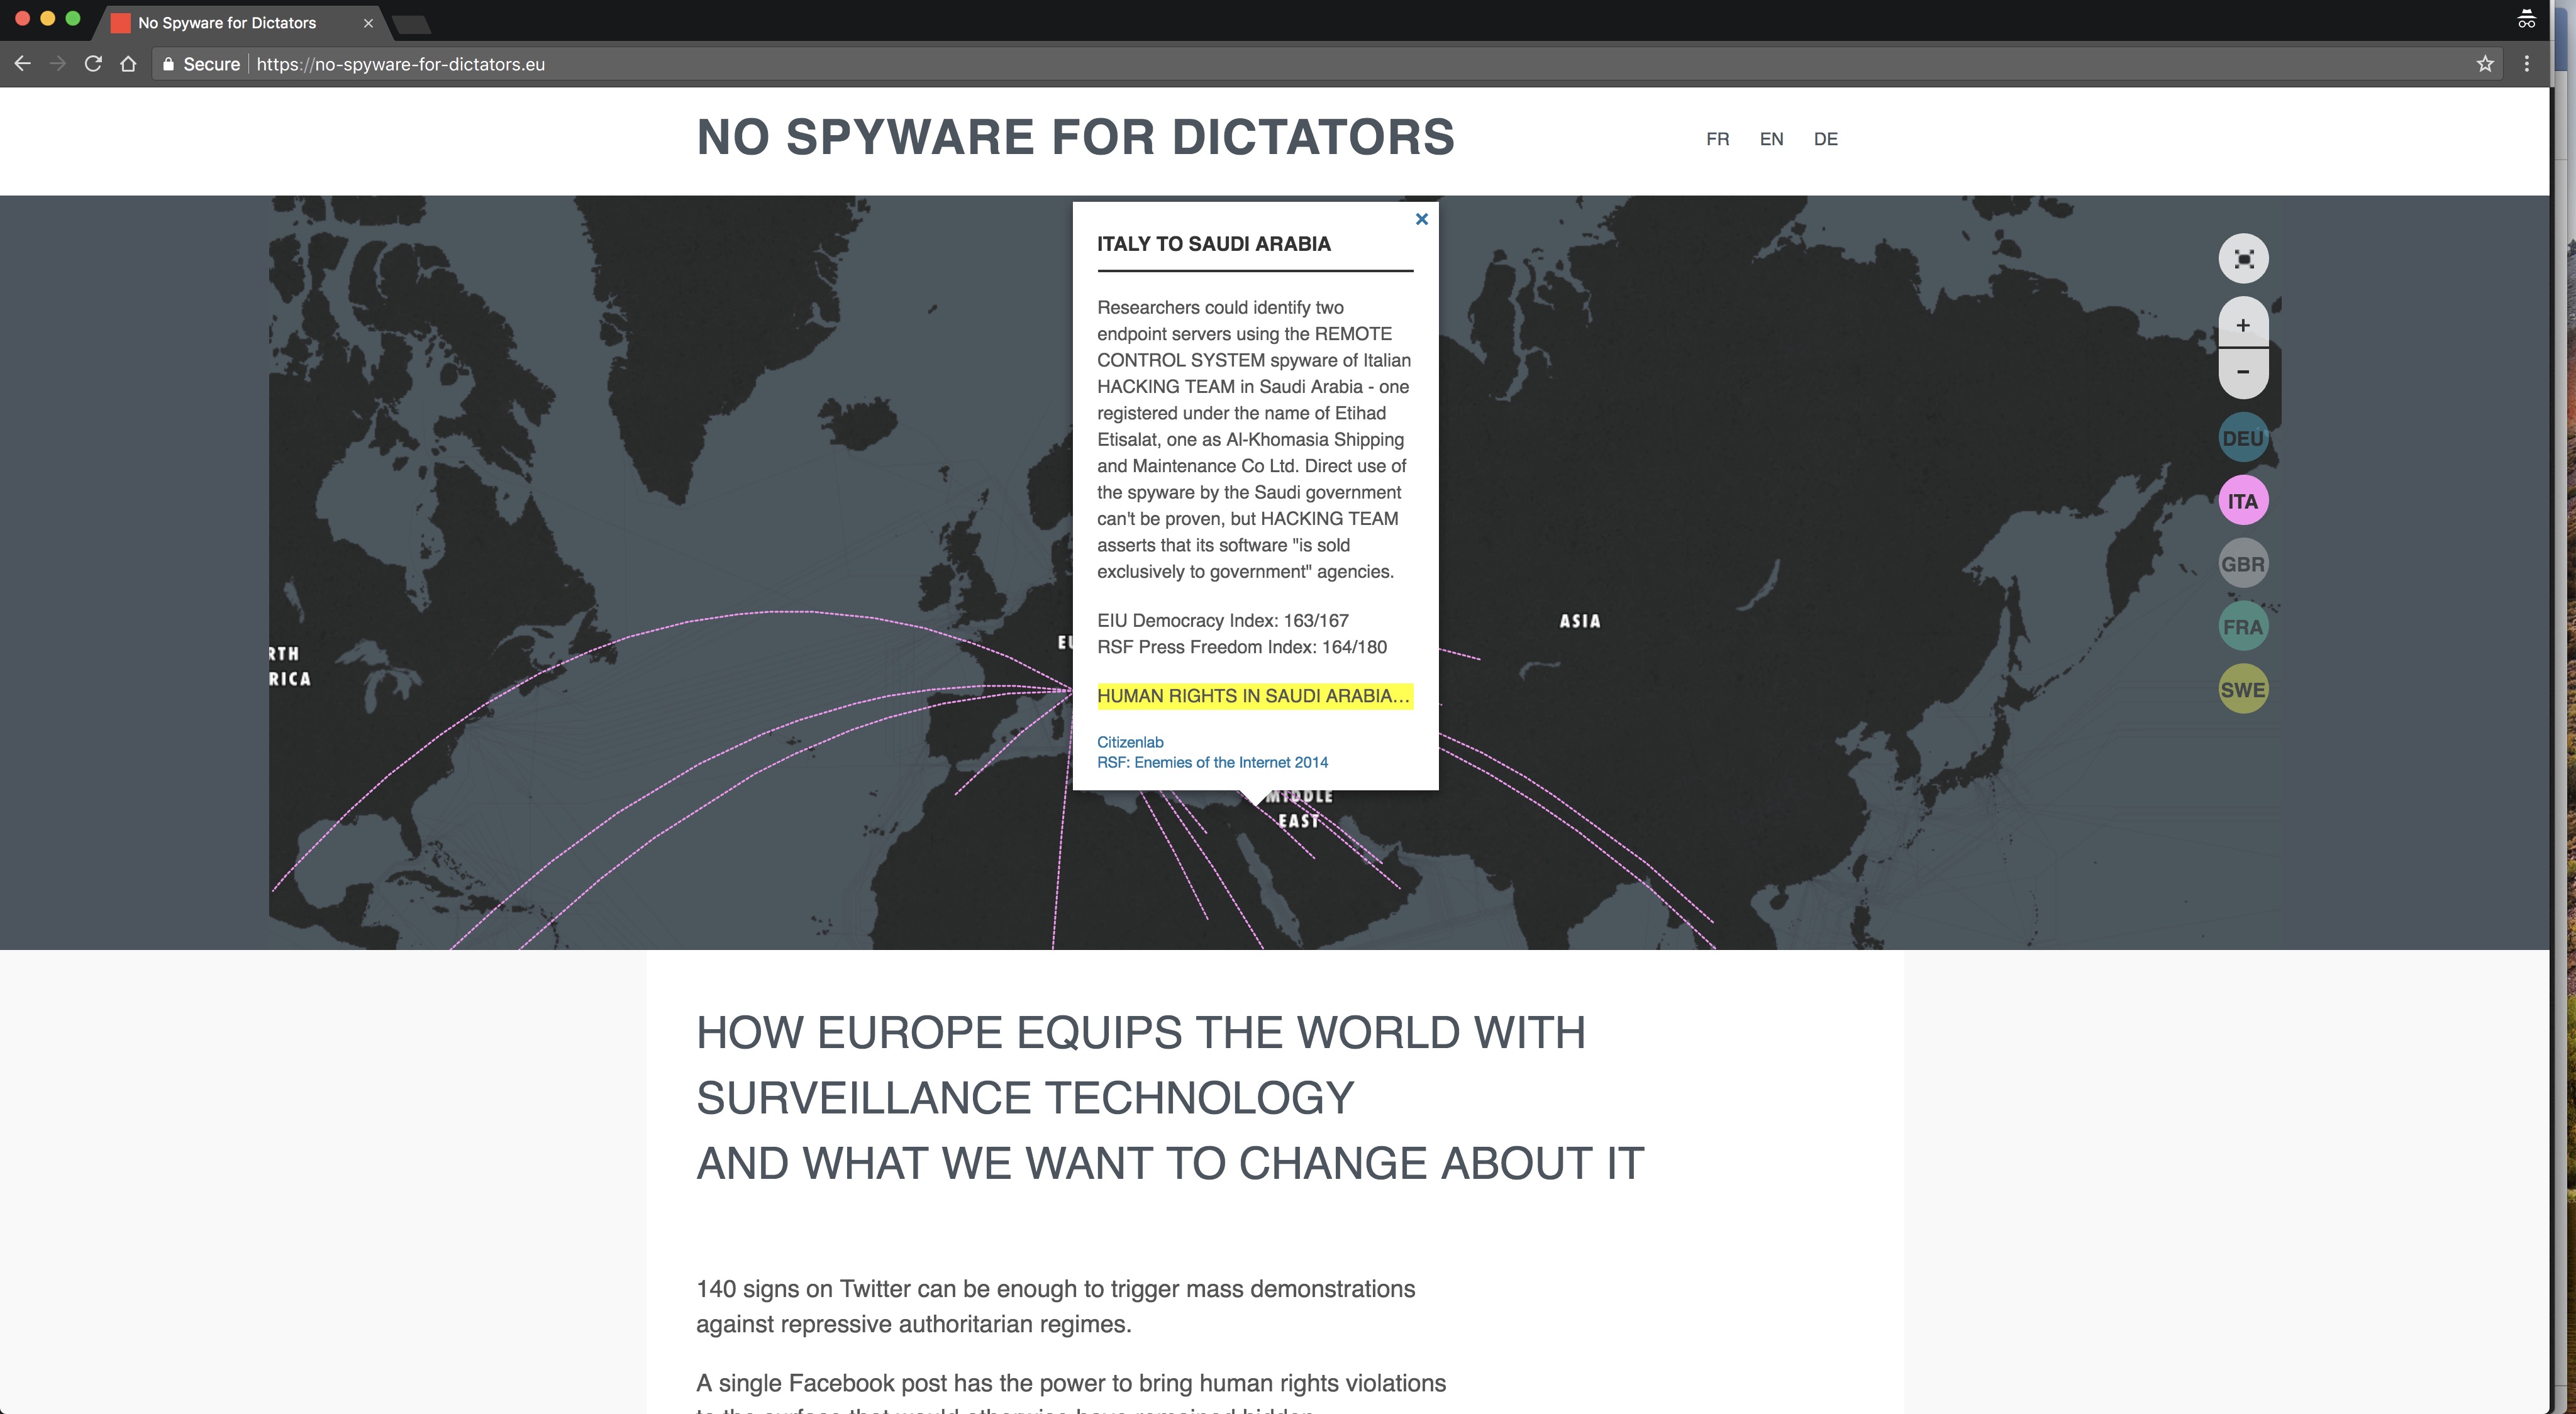 No Spyware for Dictators
Secure
https://no-spyware-for-dictators.eu
NO SPYWARE FOR DICTATORS
FR EN DE
ITALY TO SAUDI ARABIA
Researchers could identify two
endpoint servers using the REMOTE
CONTROL SYSTEM spyware of Italian
HACKING TEAM in Saudi Arabia - one
registered under the name of Etihad
Etisalat, one as Al-Khomasia Shipping
and Maintenance Co Ltd. Direct use of
the spyware by the Saudi government
can't be proven, but HACKING TEAM
asserts that its software "is sold
exclusively to government" agencies.
EIU Democracy Index: 163/167
RSF Press Freedom Index: 164/180
HUMAN RIGHTS IN SAUDI ARABIA...
Citizenlab
RSF: Enemies of the Internet 2014
RTH
RICA
EU
ASIA
MIDDLE
EAST
+
-
DEU
ITA
GBR
FRA
SWE
HOW EUROPE EQUIPS THE WORLD WITH
SURVEILLANCE TECHNOLOGY
AND WHAT WE WANT TO CHANGE ABOUT IT
140 signs on Twitter can be enough to trigger mass demonstrations
against repressive authoritarian regimes.
A single Facebook post has the power to bring human rights violations